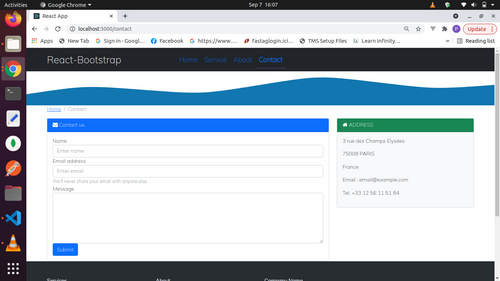 Activities
Google Chrome
Sep 7 16:07
React App
localhost:3000/contact
Update
Apps
New Tab
Sign in - Googl...
Facebook
https://www....
fastaglogin.ici...
TMS Setup Files
Learn Infinity...
Reading list
React-Bootstrap
Home
Service
About
Contact
Home / Contact
Contact us.
Name
Enter name
Email address
Enter email
We'll never share your email with anyone else.
Message
Submit
ADDRESS
3 rue des Champs Elysées
75008 PARIS
France
Email : email@example.com
Tel. +33 12 56 11 51 84
Services
About
Company Name